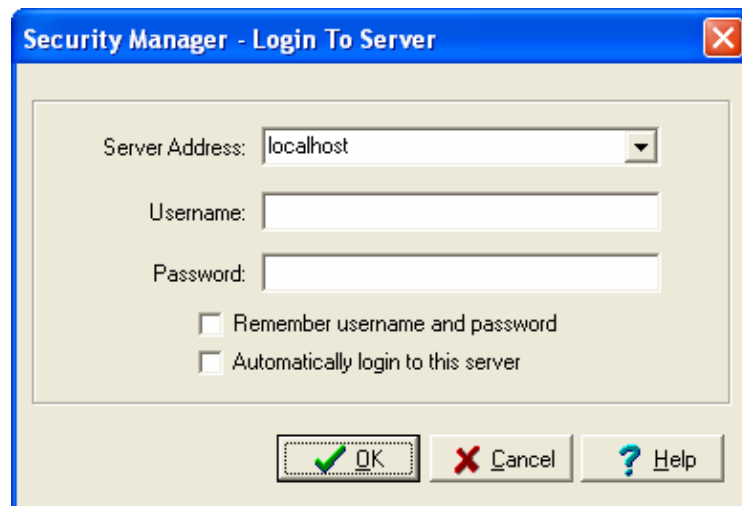 Security Manager - Login To Server
Server Address: localhost
Username:
Password:
Remember username and password
Automatically login to this server
OK Cancel Help